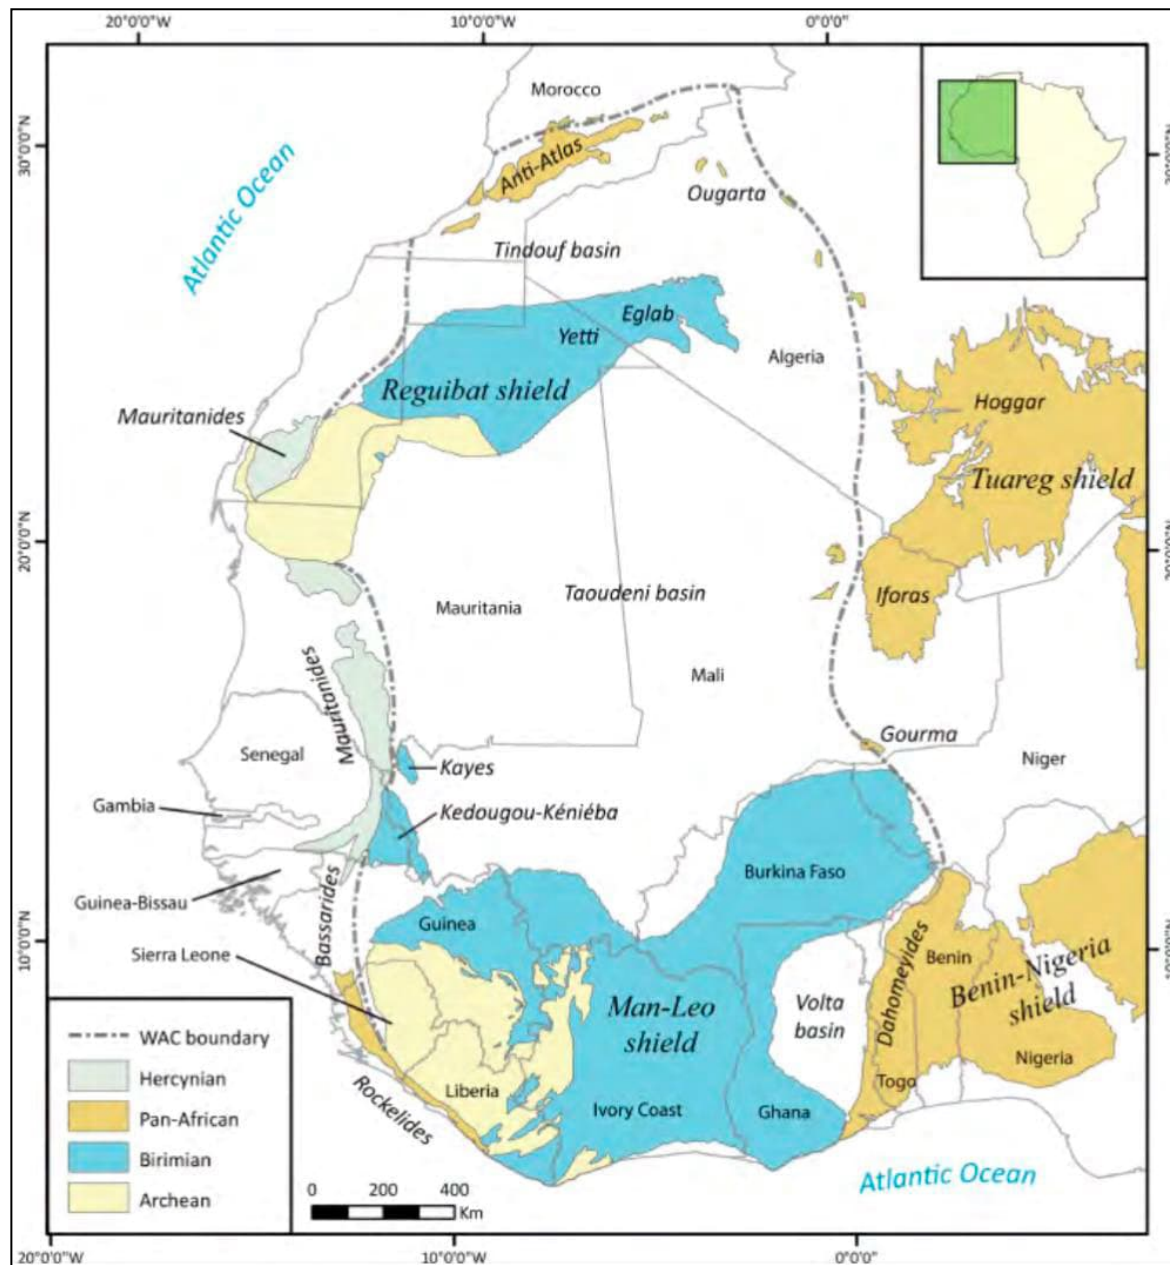 20°0'0"W
10°0'0"W
0°0'0"
30°0'0"N
20°0'0"N
10°0'0"N
Morocco
Anti-Atlas
Atlantic Ocean
Ougarta
Tindouf basin
Eglab
Yetti
Algeria
Reguibat shield
Mauritanides
Hoggar
Tuareg shield
Iforas
Mauritania
Taoudeni basin
Mali
Mauritanides
Senegal
Gourma
Niger
Kayes
Gambia
Kedougou-Kéniéba
Burkina Faso
Guinea-Bissau
Bassarides
Guinea
Sierra Leone
Dahomeyides
Benin
Benin-Nigeria
shield
Man-Leo
shield
Volta
basin
Nigeria
Togo
Liberia
Ivory Coast
Ghana
Rockelides
Atlantic Ocean
WAC boundary
Hercynian
Pan-African
Birimian
Archean
0 200 400
Km
20°0'0"W
10°0'0"W
0°0'0"